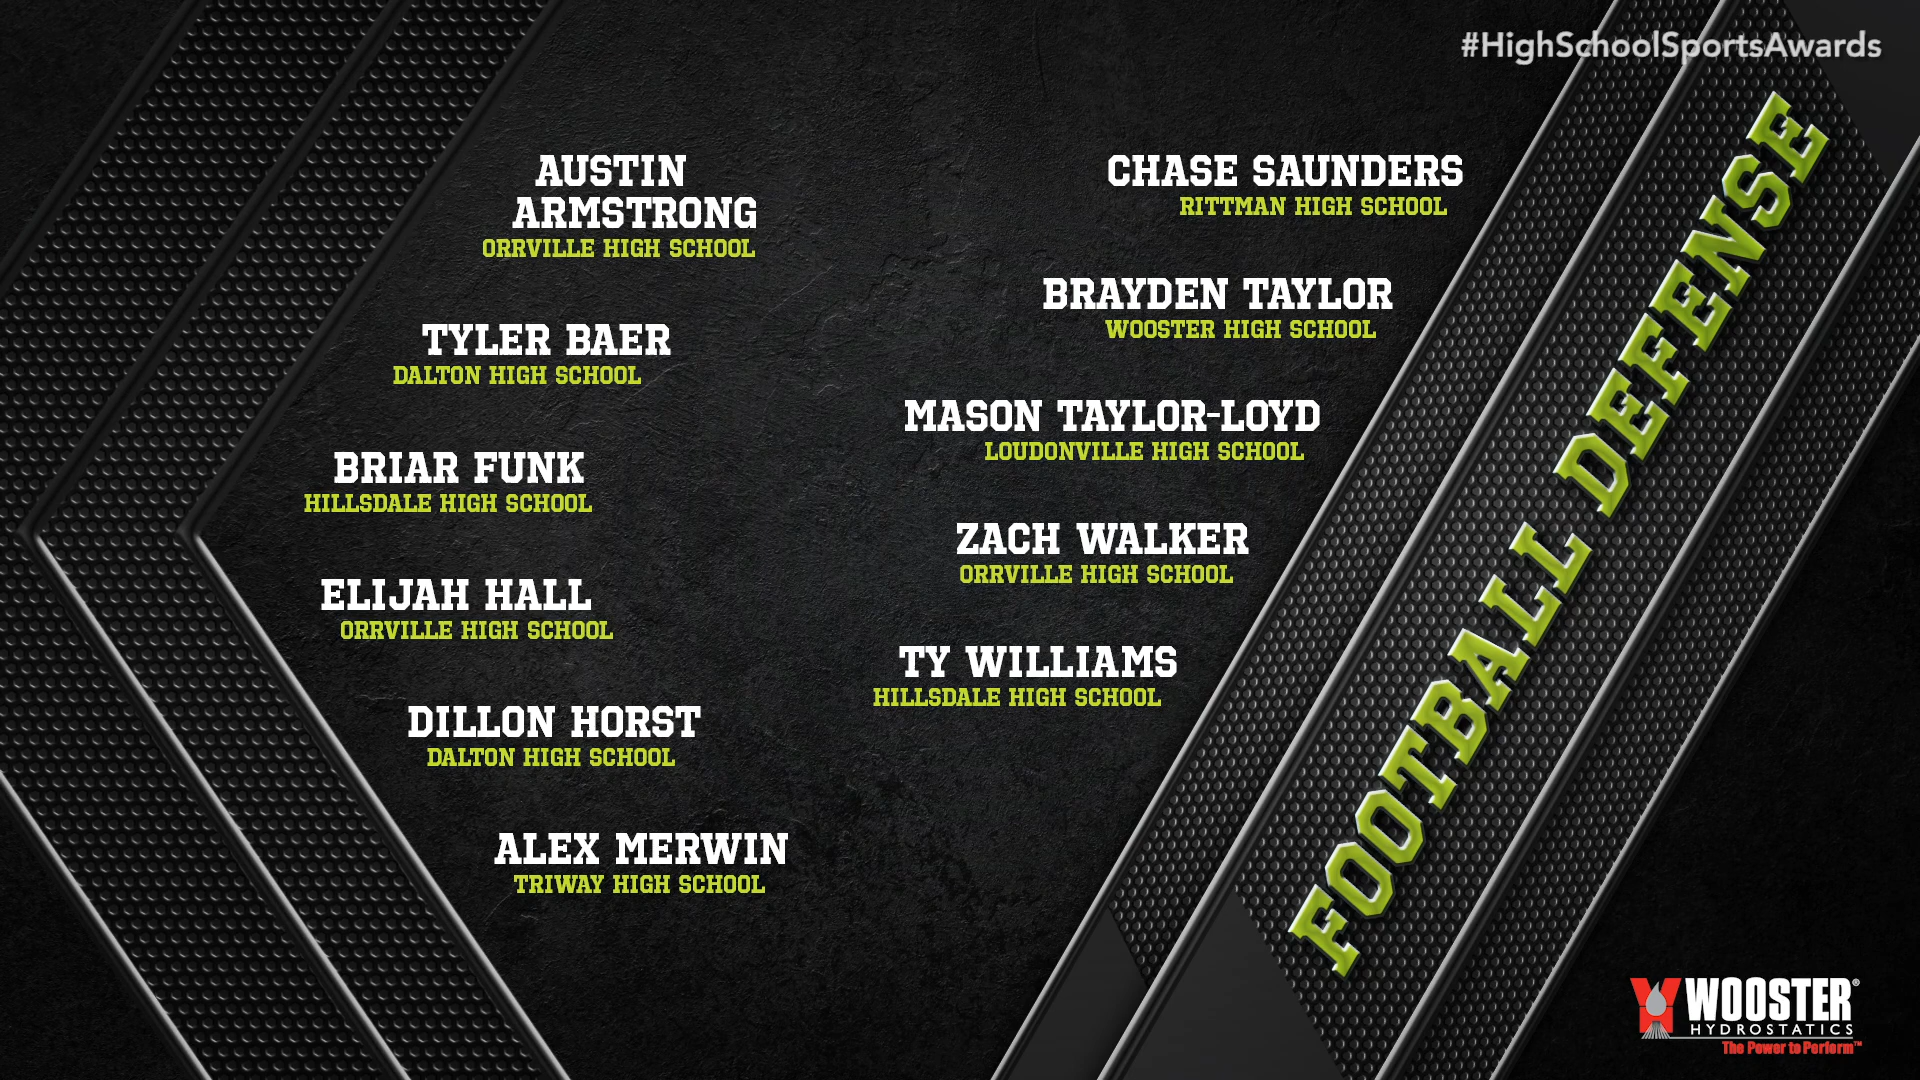 #HighSchoolSportsAwards
AUSTIN
ARMSTRONG
ORRVILLE HIGH SCHOOL
TYLER BAER
DALTON HIGH SCHOOL
BRIAR FUNK
HILLSDALE HIGH SCHOOL
ELIJAH HALL
ORRVILLE HIGH SCHOOL
DILLON HORST
DALTON HIGH SCHOOL
ALEX MERWIN
TRIWAY HIGH SCHOOL
CHASE SAUNDERS
RITTMAN HIGH SCHOOL
BRAYDEN TAYLOR
WOOSTER HIGH SCHOOL
MASON TAYLOR-LOYD
LOUDONVILLE HIGH SCHOOL
ZACH WALKER
ORRVILLE HIGH SCHOOL
TY WILLIAMS
HILLSDALE HIGH SCHOOL
FOOTBALL DEFENSE
WOOSTER®
HYDROSTATICS
The Power to Perform™